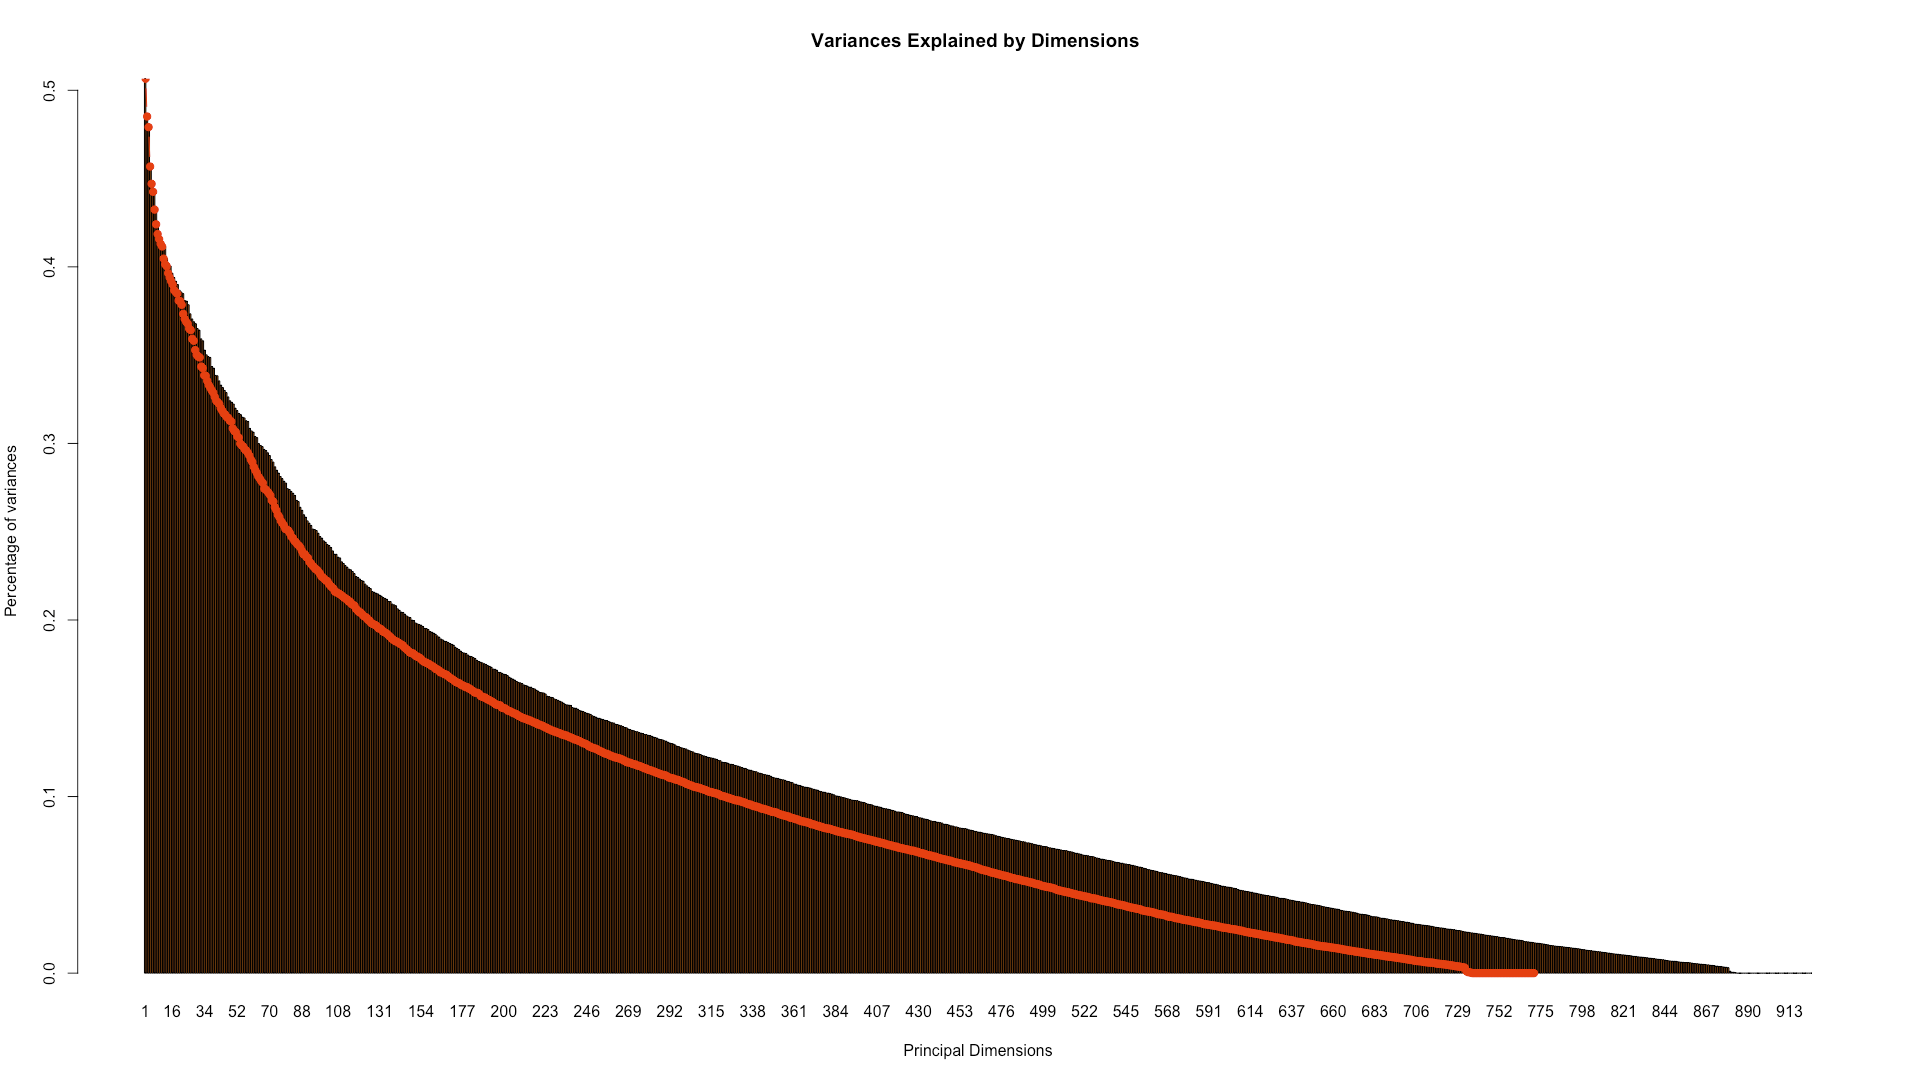 Variances Explained by Dimensions
Percentage of variances
0.5
0.4
0.3
0.2
0.1
0.0
1 16 34 52 70 88 108 131 154 177 200 223 246 269 292 315 338 361 384 407 430 453 476 499 522 545 568 591 614 637 660 683 706 729 752 775 798 821 844 867 890 913
Principal Dimensions